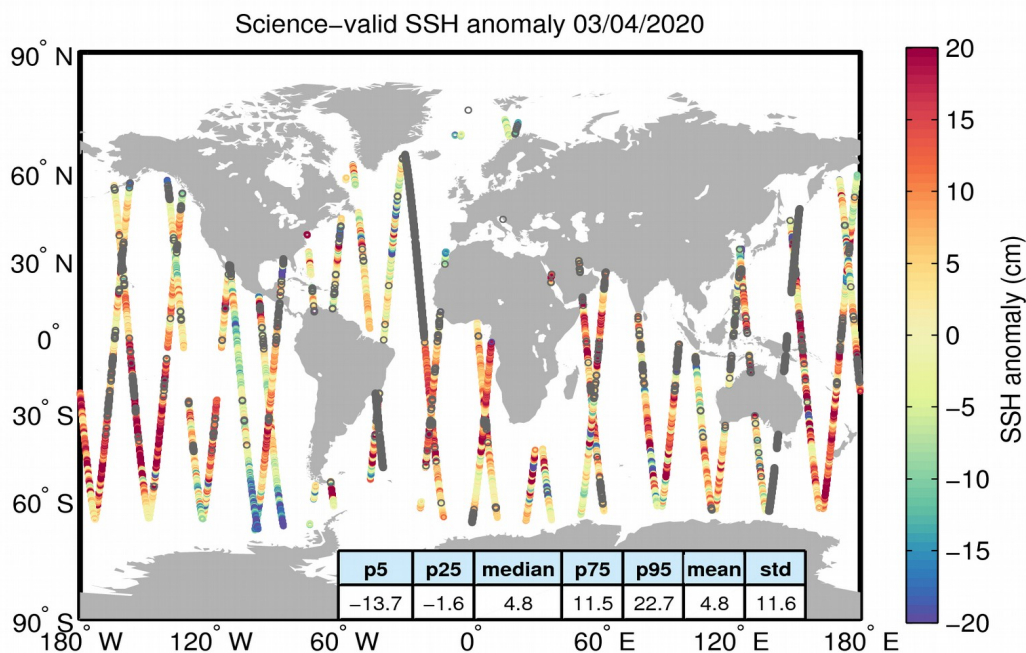 Science−valid SSH anomaly 03/04/2020
90° N
60° N
30° N
0°
30° S
60° S
90° S
180° W
120° W
60° W
0°
60° E
120° E
180° E
p5 p25 median p75 p95 mean std
−13.7 −1.6 4.8 11.5 22.7 4.8 11.6
20
15
10
5
0
−5
−10
−15
−20
SSH anomaly (cm)